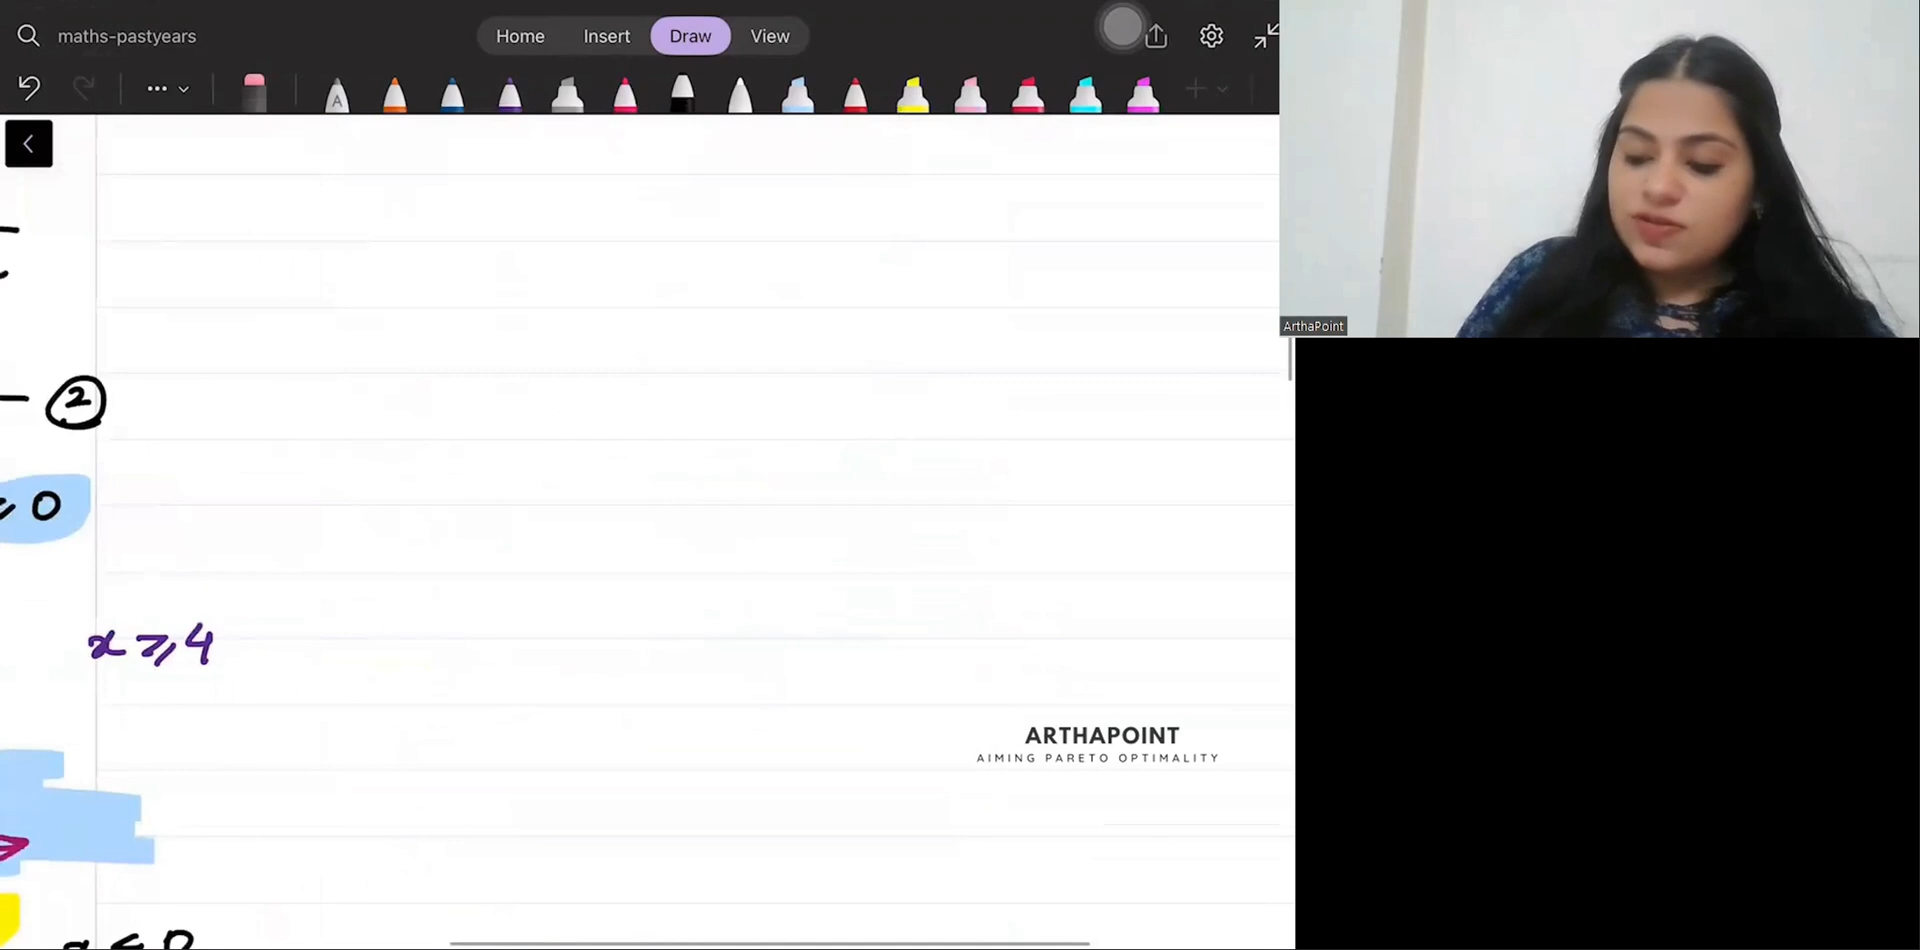 maths-pastyears
Home Insert Draw View
A
2
0
x ≥ 4
ARTHAPOINT
AIMING PARETO OPTIMALITY
ArthaPoint